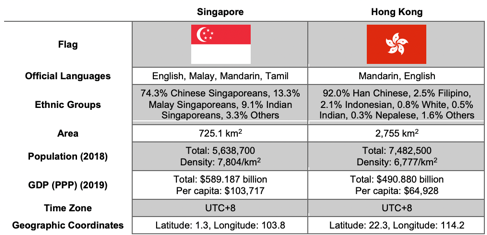 Singapore
Hong Kong
Flag
Official Languages
English, Malay, Mandarin, Tamil
Mandarin, English
Ethnic Groups
74.3% Chinese Singaporeans, 13.3%
Malay Singaporeans, 9.1% Indian
Singaporeans, 3.3% Others
92.0% Han Chinese, 2.5% Filipino,
2.1% Indonesian, 0.8% White, 0.5%
Indian, 0.3% Nepalese, 1.6% Others
Area
725.1 km²
2,755 km²
Population (2018)
Total: 5,638,700
Density: 7,804/km²
Total: 7,482,500
Density: 6,777/km²
GDP (PPP) (2019)
Total: $589.187 billion
Per capita: $103,717
Total: $490.880 billion
Per capita: $64,928
Time Zone
UTC+8
UTC+8
Geographic Coordinates
Latitude: 1.3, Longitude: 103.8
Latitude: 22.3, Longitude: 114.2